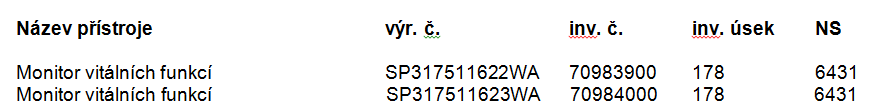 Název přístroje výr. č. inv. č. inv. úsek NS
Monitor vitálních funkcí SP317511622WA 70983900 178 6431
Monitor vitálních funkcí SP317511623WA 70984000 178 6431